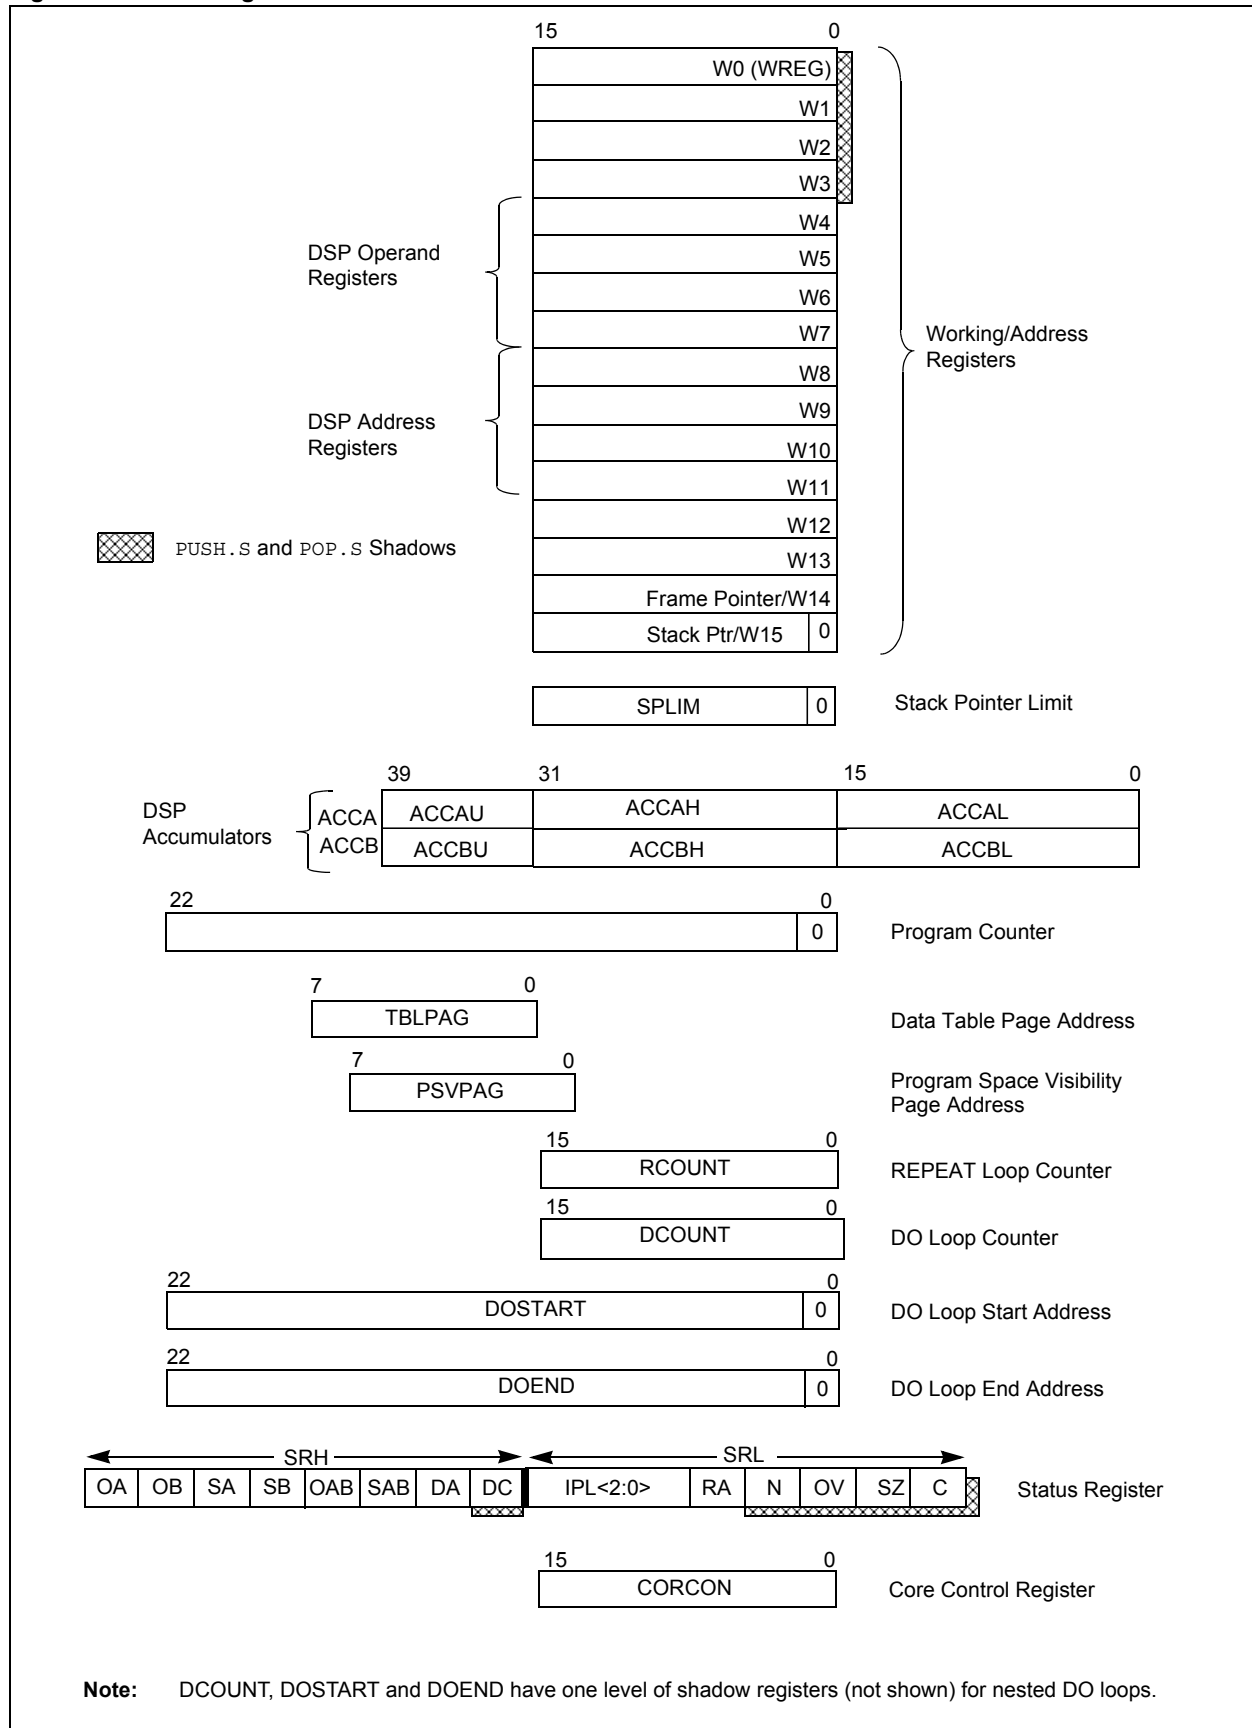 15 0
W0 (WREG)
W1
W2
W3
W4
DSP Operand
Registers
W5
W6
W7
Working/Address
Registers
W8
DSP Address
Registers
W9
W10
W11
W12
PUSH.S and POP.S Shadows
W13
Frame Pointer/W14
Stack Ptr/W15 0
SPLIM 0 Stack Pointer Limit
39 31 15 0
DSP
Accumulators
ACCA ACCAU ACCAH ACCAL
ACCB ACCBU ACCBH ACCBL
22 0
0 Program Counter
7 0
TBLPAG Data Table Page Address
7 0
PSVPAG Program Space Visibility
Page Address
15 0
RCOUNT REPEAT Loop Counter
15 0
DCOUNT DO Loop Counter
22 0
DOSTART 0 DO Loop Start Address
22 0
DOEND 0 DO Loop End Address
SRH SRL
OA OB SA SB OAB SAB DA DC IPL<2:0> RA N OV SZ C Status Register
15 0
CORCON Core Control Register
Note: DCOUNT, DOSTART and DOEND have one level of shadow registers (not shown) for nested DO loops.